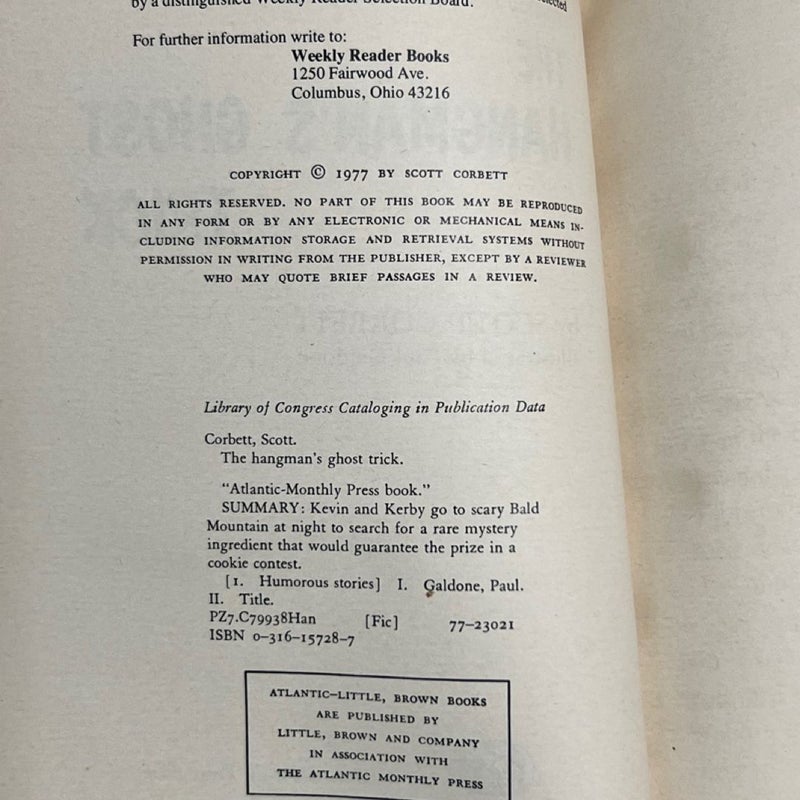 by a distinguished Weekly Reader Selection Board. selected
For further information write to:
Weekly Reader Books
1250 Fairwood Ave.
Columbus, Ohio 43216
COPYRIGHT © 1977 BY SCOTT CORBETT
ALL RIGHTS RESERVED. NO PART OF THIS BOOK MAY BE REPRODUCED
IN ANY FORM OR BY ANY ELECTRONIC OR MECHANICAL MEANS IN-
CLUDING INFORMATION STORAGE AND RETRIEVAL SYSTEMS WITHOUT
PERMISSION IN WRITING FROM THE PUBLISHER, EXCEPT BY A REVIEWER
WHO MAY QUOTE BRIEF PASSAGES IN A REVIEW.
Library of Congress Cataloging in Publication Data
Corbett, Scott.
The hangman's ghost trick.
"Atlantic-Monthly Press book."
SUMMARY: Kevin and Kerby go to scary Bald
Mountain at night to search for a rare mystery
ingredient that would guarantee the prize in a
cookie contest.
[1. Humorous stories] I. Galdone, Paul.
II. Title.
PZ7.C79938Han [Fic] 77–23021
ISBN 0–316–15728–7
ATLANTIC–LITTLE, BROWN BOOKS
ARE PUBLISHED BY
LITTLE, BROWN AND COMPANY
IN ASSOCIATION WITH
THE ATLANTIC MONTHLY PRESS